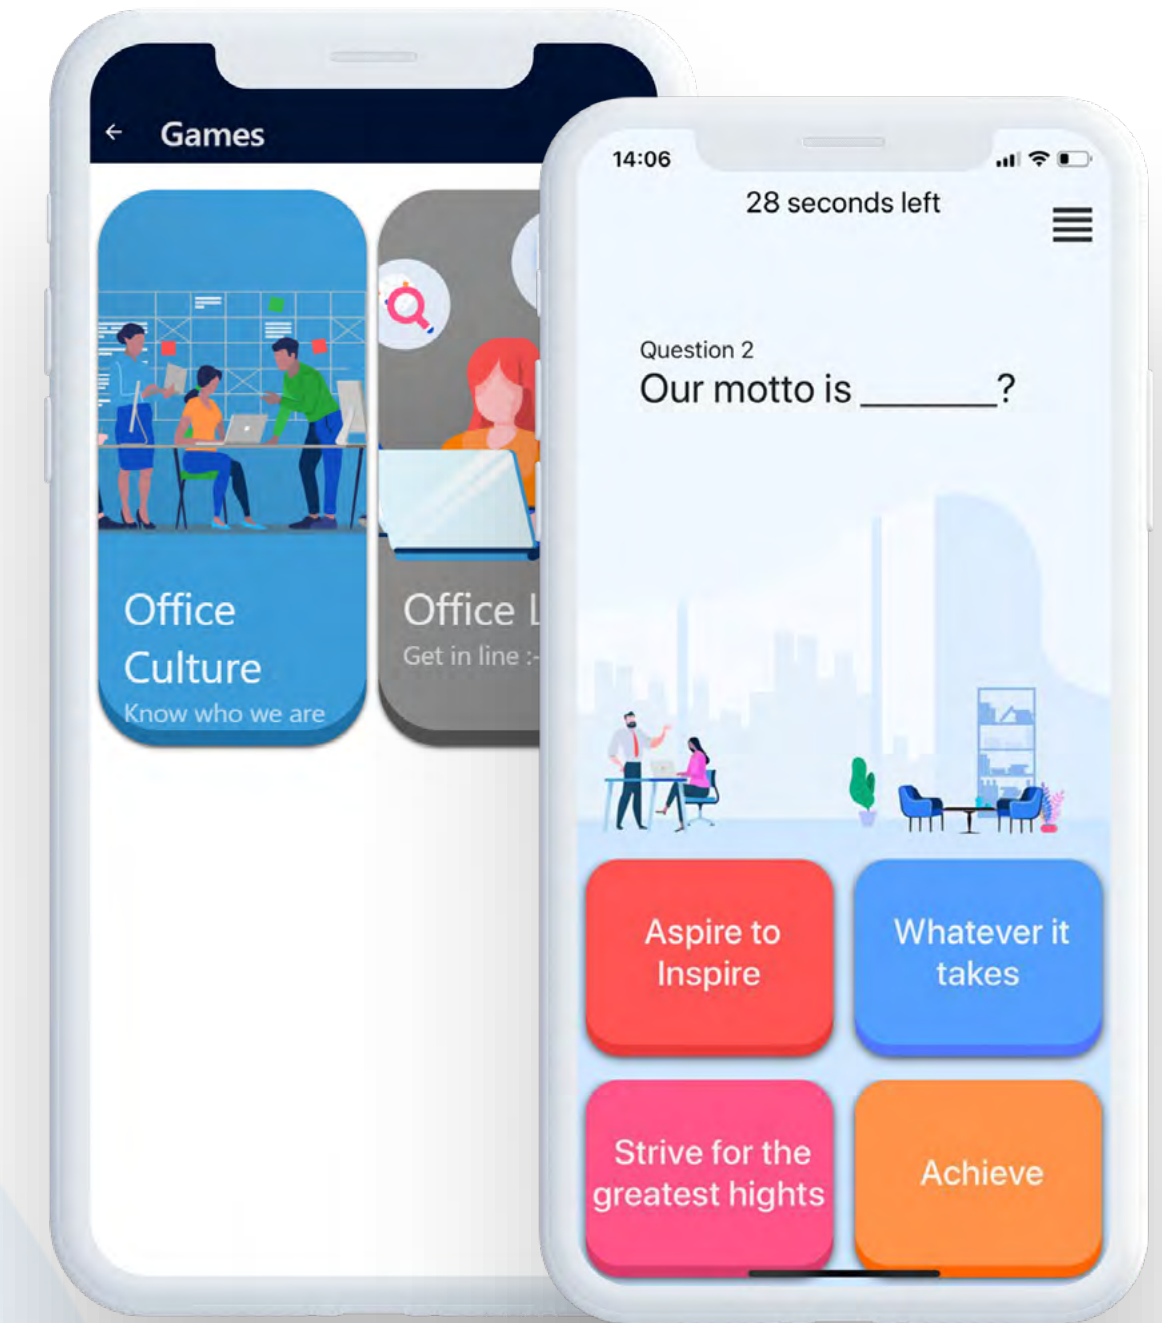 Games
Office
Culture
Know who we are
Office L
Get in line :-
14:06
28 seconds left
Question 2
Our motto is _______?
Aspire to
Inspire
Whatever it
takes
Strive for the
greatest hights
Achieve